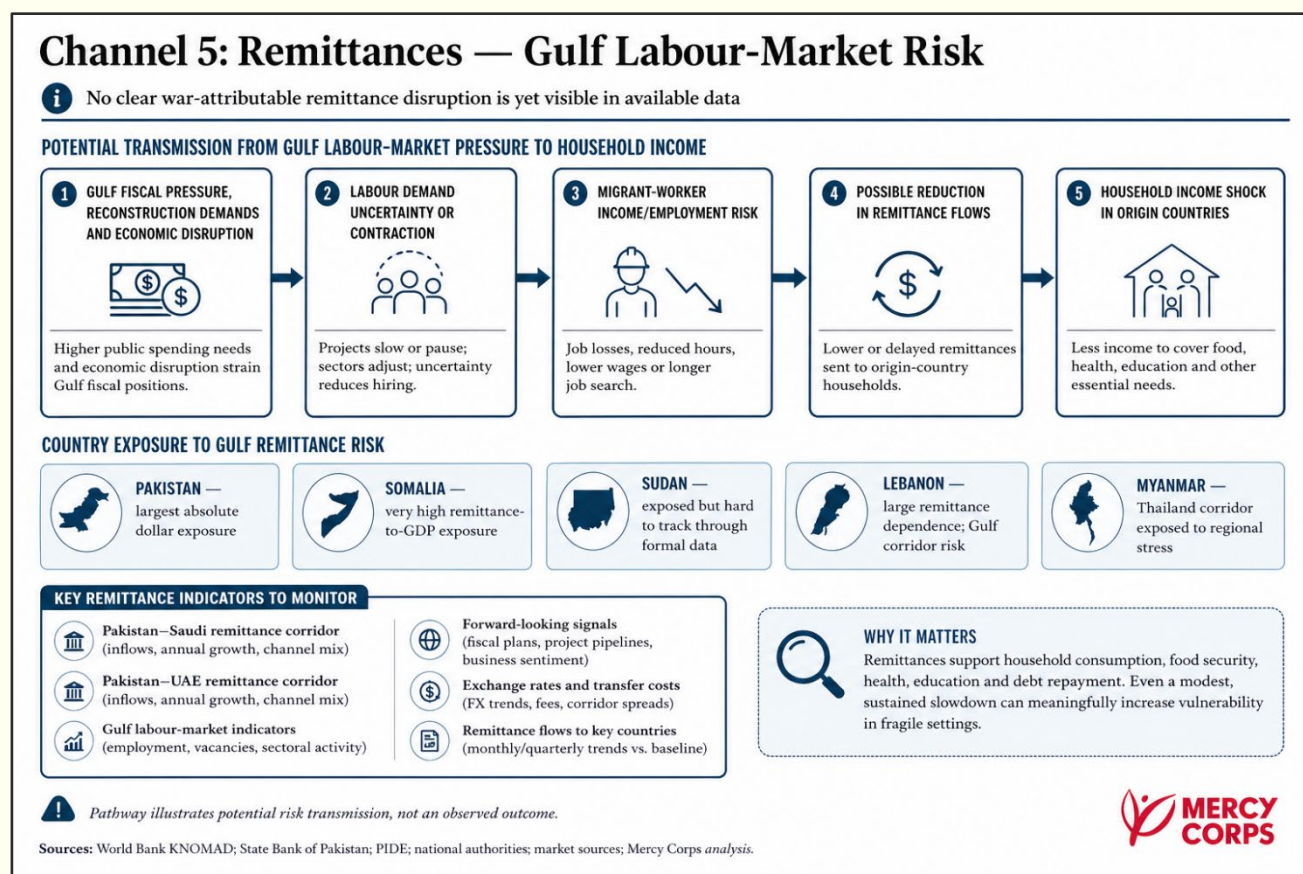 Channel 5: Remittances — Gulf Labour-Market Risk
i
No clear war-attributable remittance disruption is yet visible in available data
POTENTIAL TRANSMISSION FROM GULF LABOUR-MARKET PRESSURE TO HOUSEHOLD INCOME
1
GULF FISCAL PRESSURE,
RECONSTRUCTION DEMANDS
AND ECONOMIC DISRUPTION
$
$
Higher public spending needs
and economic disruption strain
Gulf fiscal positions.
2
LABOUR DEMAND
UNCERTAINTY OR
CONTRACTION
Projects slow or pause;
sectors adjust; uncertainty
reduces hiring.
3
MIGRANT-WORKER
INCOME/EMPLOYMENT RISK
Job losses, reduced hours,
lower wages or longer
job search.
4
POSSIBLE REDUCTION
IN REMITTANCE FLOWS
$
Lower or delayed remittances
sent to origin-country
households.
5
HOUSEHOLD INCOME SHOCK
IN ORIGIN COUNTRIES
Less income to cover food,
health, education and other
essential needs.
COUNTRY EXPOSURE TO GULF REMITTANCE RISK
PAKISTAN —
largest absolute
dollar exposure
SOMALIA —
very high remittance-
to-GDP exposure
SUDAN —
exposed but hard
to track through
formal data
LEBANON —
large remittance
dependence; Gulf
corridor risk
MYANMAR —
Thailand corridor
exposed to regional
stress
KEY REMITTANCE INDICATORS TO MONITOR
Pakistan–Saudi remittance corridor
(inflows, annual growth, channel mix)
Pakistan–UAE remittance corridor
(inflows, annual growth, channel mix)
Gulf labour-market indicators
(employment, vacancies, sectoral activity)
Forward-looking signals
(fiscal plans, project pipelines,
business sentiment)
$
Exchange rates and transfer costs
(FX trends, fees, corridor spreads)
Remittance flows to key countries
(monthly/quarterly trends vs. baseline)
WHY IT MATTERS
Remittances support household consumption, food security,
health, education and debt repayment. Even a modest,
sustained slowdown can meaningfully increase vulnerability
in fragile settings.
!
Pathway illustrates potential risk transmission, not an observed outcome.
Sources: World Bank KNOMAD; State Bank of Pakistan; PIDE; national authorities; market sources; Mercy Corps analysis.
MERCY
CORPS